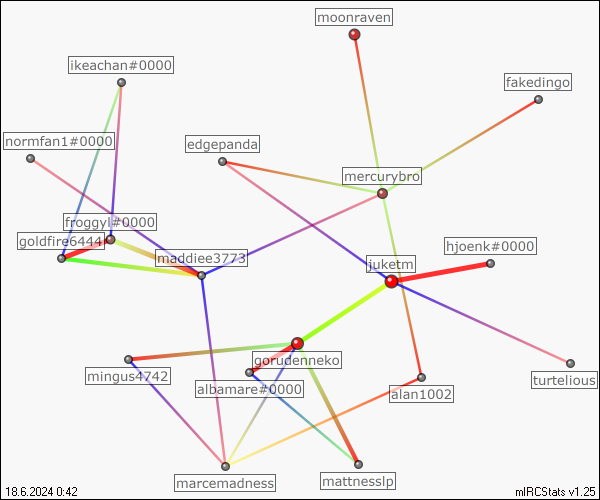 moonraven
ikeachan#0000
fakedingo
normfan1#0000
edgepanda
mercurybro
froggyl#0000
goldfire6444
hjoenk#0000
maddiee3773
juketm
gorudenneko
mingus4742
turtelious
albamare#0000
alan1002
marcemadness
mattnesslp
18.6.2024 0:42
mIRCStats v1.25